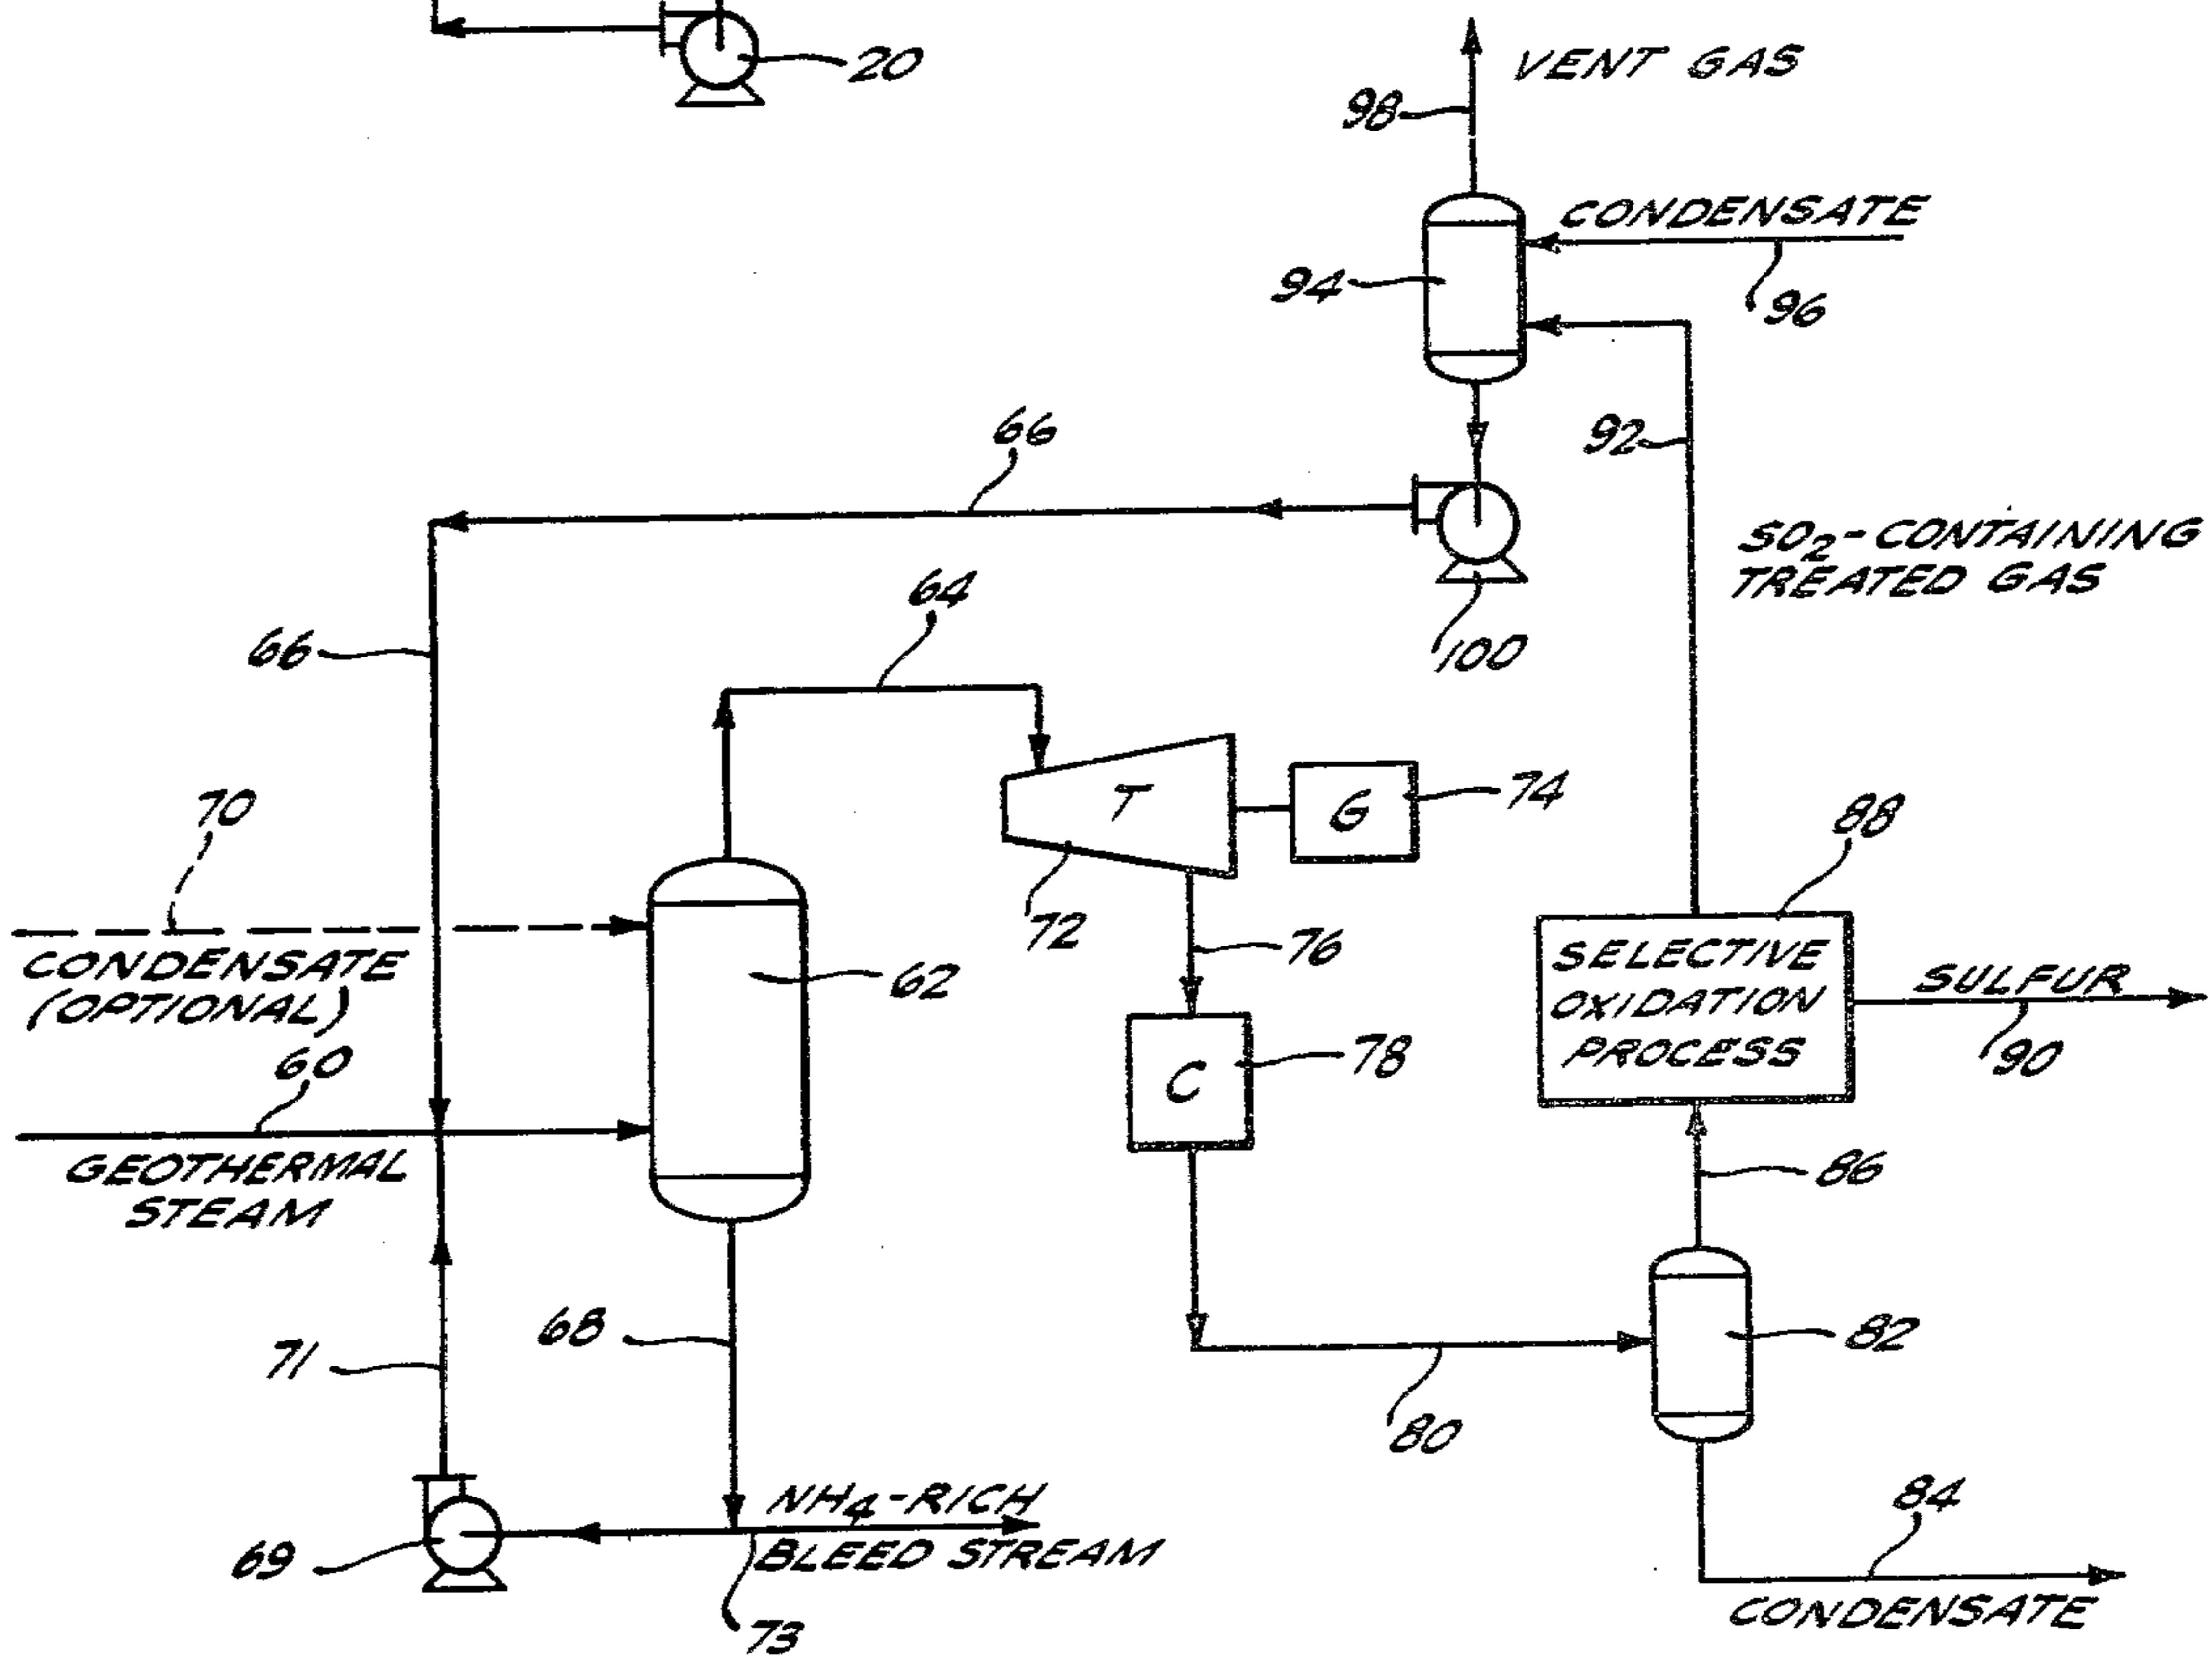 20
VENT GAS
98
CONDENSATE
94
96
66
92
SO₂-CONTAINING
TREATED GAS
64
66
100
70
T
G
74
88
72
76
CONDENSATE
(OPTIONAL)
62
SELECTIVE
OXIDATION
PROCESS
SULFUR
90
60
C
78
GEOTHERMAL
STEAM
86
68
82
71
80
NH₄-RICH
BLEED STREAM
84
69
73
CONDENSATE